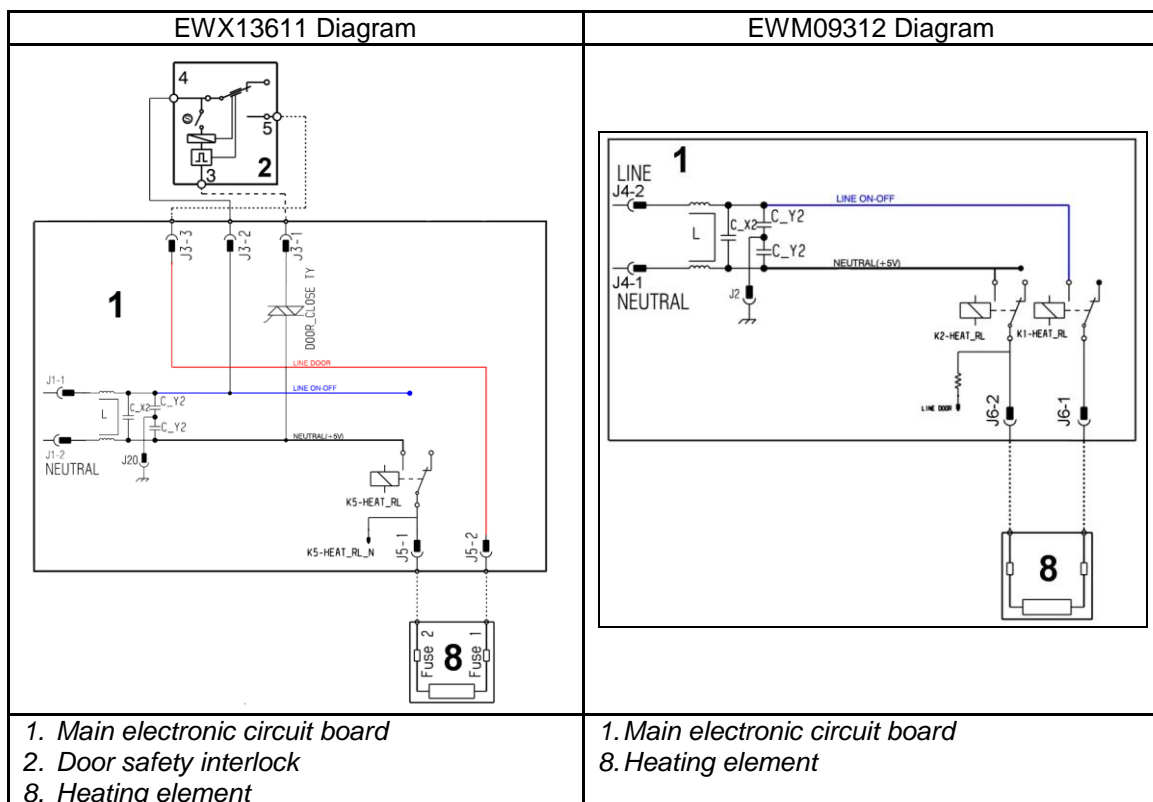 EWX13611 Diagram
4
5
2
3
J3-3
J3-2
J3-1
1
DOOR_CLOSE TY
LINE DOOR
J1-1
LINE ON-OFF
C_Y2
C_X2
L
C_Y2
NEUTRAL(+5V)
J1-2
NEUTRAL
J20
K5-HEAT_RL
K5-HEAT_RL_N
J5-1
J5-2
Fuse 2
8
Fuse 1
1. Main electronic circuit board
2. Door safety interlock
8. Heating element
EWM09312 Diagram
1
LINE
J4-2
LINE ON-OFF
C_Y2
C_X2
L
C_Y2
NEUTRAL(+5V)
J4-1
NEUTRAL
J2
K2-HEAT_RL
K1-HEAT_RL
LINE DOOR
J6-2
J6-1
8
1. Main electronic circuit board
8. Heating element